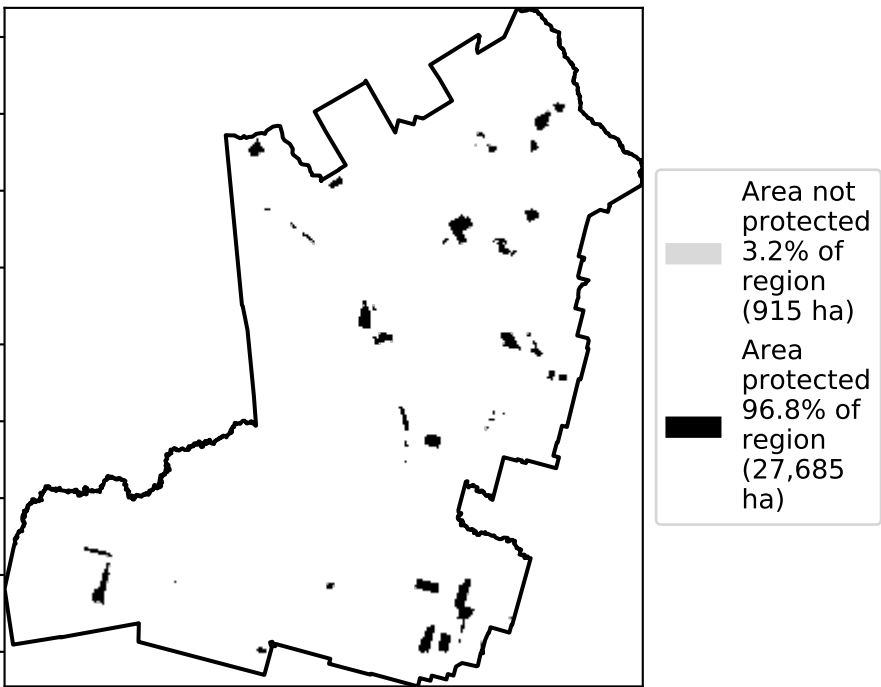 Area not
protected
3.2% of
region
(915 ha)
Area
protected
96.8% of
region
(27,685
ha)